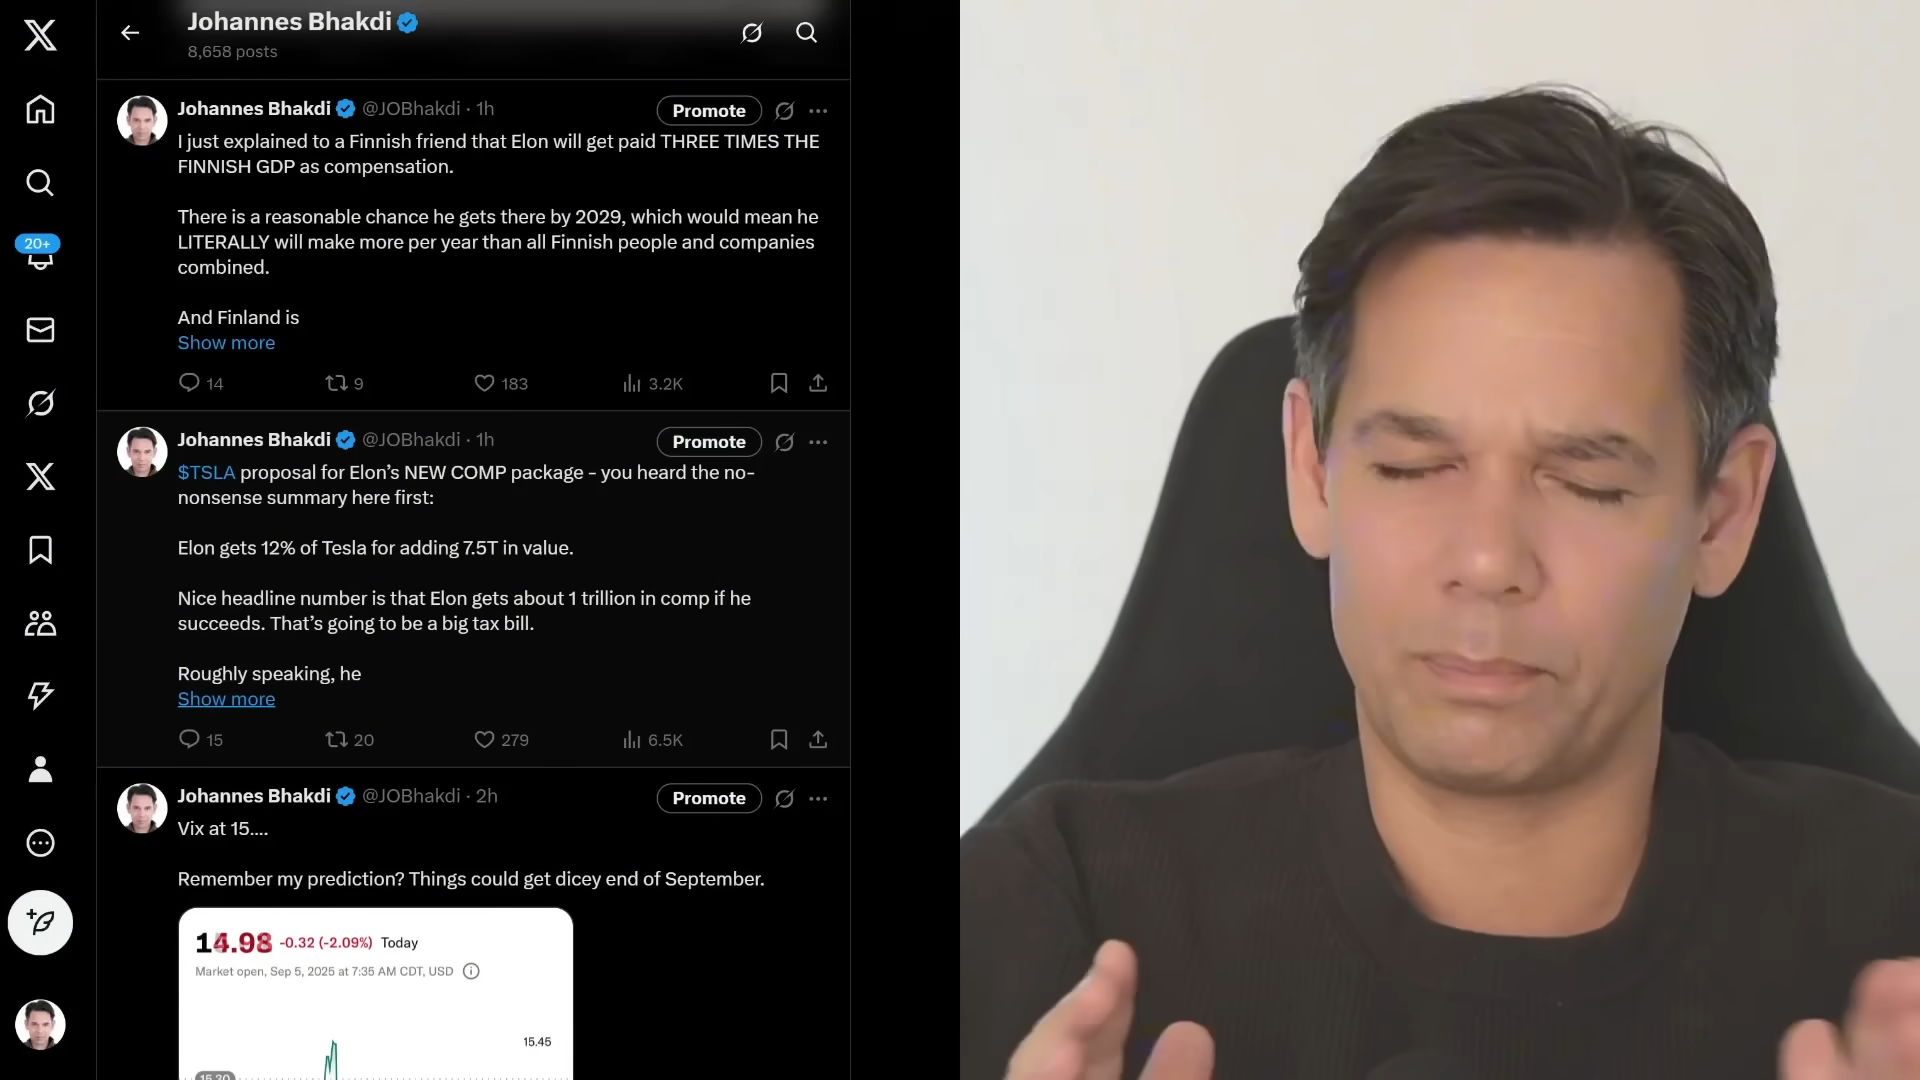 Johannes Bhakdi
8,658 posts
20+
Johannes Bhakdi @JOBhakdi · 1h
Promote
I just explained to a Finnish friend that Elon will get paid THREE TIMES THE
FINNISH GDP as compensation.
There is a reasonable chance he gets there by 2029, which would mean he
LITERALLY will make more per year than all Finnish people and companies
combined.
And Finland is
Show more
14 9 183 3.2K
Johannes Bhakdi @JOBhakdi · 1h
Promote
$TSLA proposal for Elon’s NEW COMP package - you heard the no-
nonsense summary here first:
Elon gets 12% of Tesla for adding 7.5T in value.
Nice headline number is that Elon gets about 1 trillion in comp if he
succeeds. That’s going to be a big tax bill.
Roughly speaking, he
Show more
15 20 279 6.5K
Johannes Bhakdi @JOBhakdi · 2h
Promote
Vix at 15....
Remember my prediction? Things could get dicey end of September.
14.98 -0.32 (-2.09%) Today
Market open, Sep 5, 2025 at 7:35 AM CDT, USD
15.45
15.30